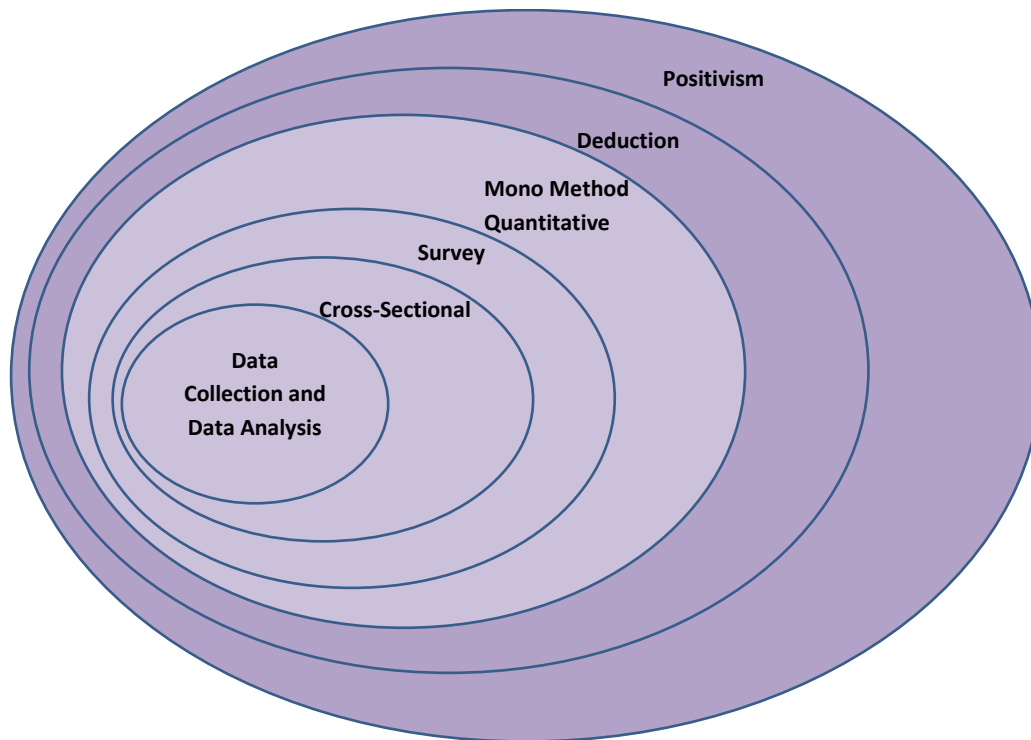 Positivism
Deduction
Mono Method
Quantitative
Survey
Cross-Sectional
Data
Collection and
Data Analysis